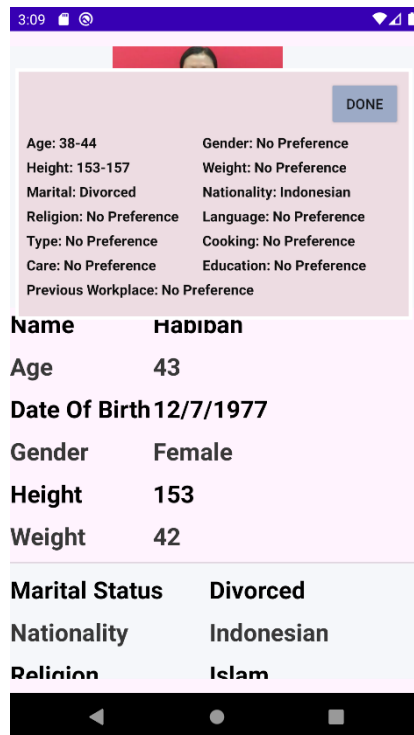 3:09
DONE
Age: 38-44 Gender: No Preference
Height: 153-157 Weight: No Preference
Marital: Divorced Nationality: Indonesian
Religion: No Preference Language: No Preference
Type: No Preference Cooking: No Preference
Care: No Preference Education: No Preference
Previous Workplace: No Preference
Name Habibah
Age 43
Date Of Birth 12/7/1977
Gender Female
Height 153
Weight 42
Marital Status Divorced
Nationality Indonesian
Religion Islam